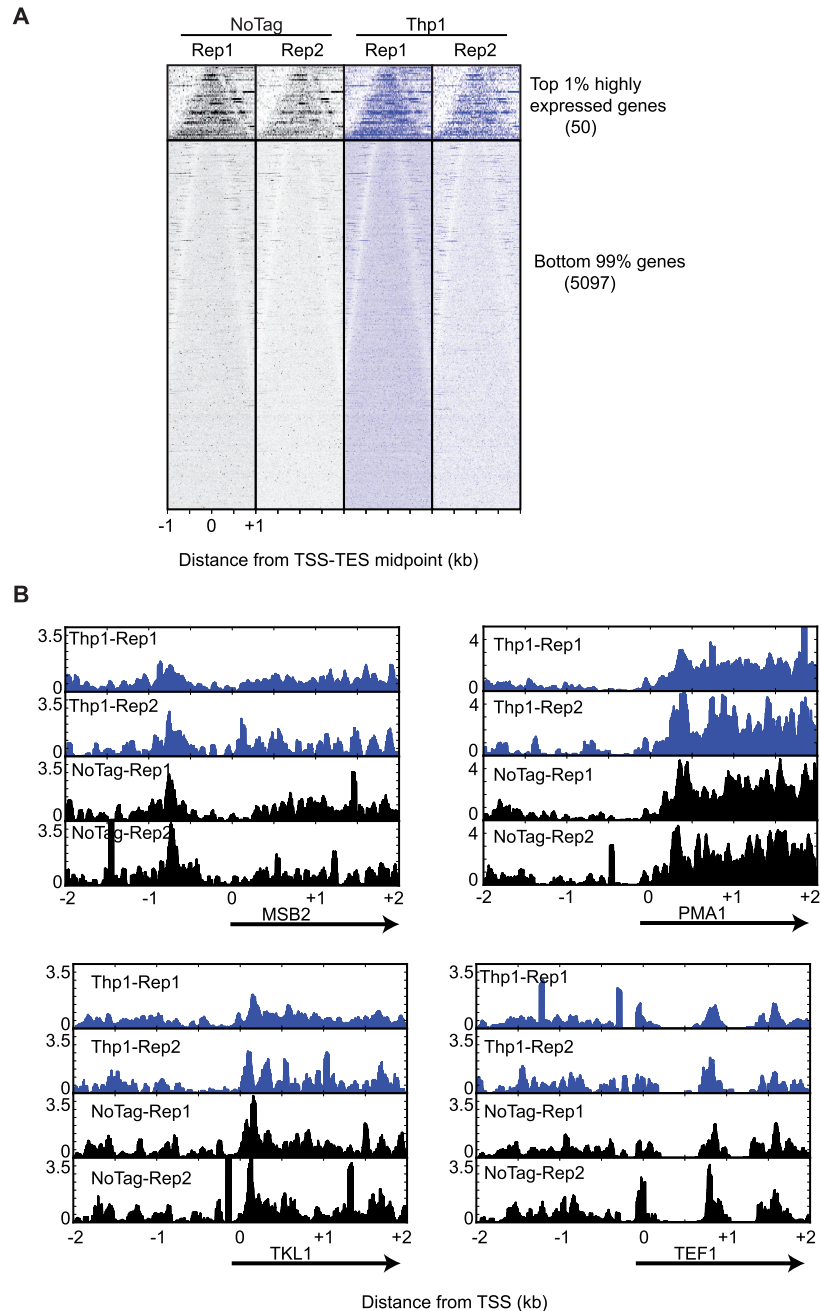 A
NoTag Thp1
Rep1 Rep2 Rep1 Rep2
Top 1% highly
expressed genes
(50)
Bottom 99% genes
(5097)
-1 0 +1
Distance from TSS-TES midpoint (kb)
B
3.5 Thp1-Rep1
0
3.5 Thp1-Rep2
0
3.5 NoTag-Rep1
0
3.5 NoTag-Rep2
0
-2 -1 0 +1 +2
MSB2
4 Thp1-Rep1
0
4 Thp1-Rep2
0
4 NoTag-Rep1
0
4 NoTag-Rep2
0
-2 -1 0 +1 +2
PMA1
3.5 Thp1-Rep1
0
3.5 Thp1-Rep2
0
3.5 NoTag-Rep1
0
3.5 NoTag-Rep2
0
-2 -1 0 +1 +2
TKL1
3.5 Thp1-Rep1
0
3.5 Thp1-Rep2
0
3.5 NoTag-Rep1
0
3.5 NoTag-Rep2
0
-2 -1 0 +1 +2
TEF1
Distance from TSS (kb)